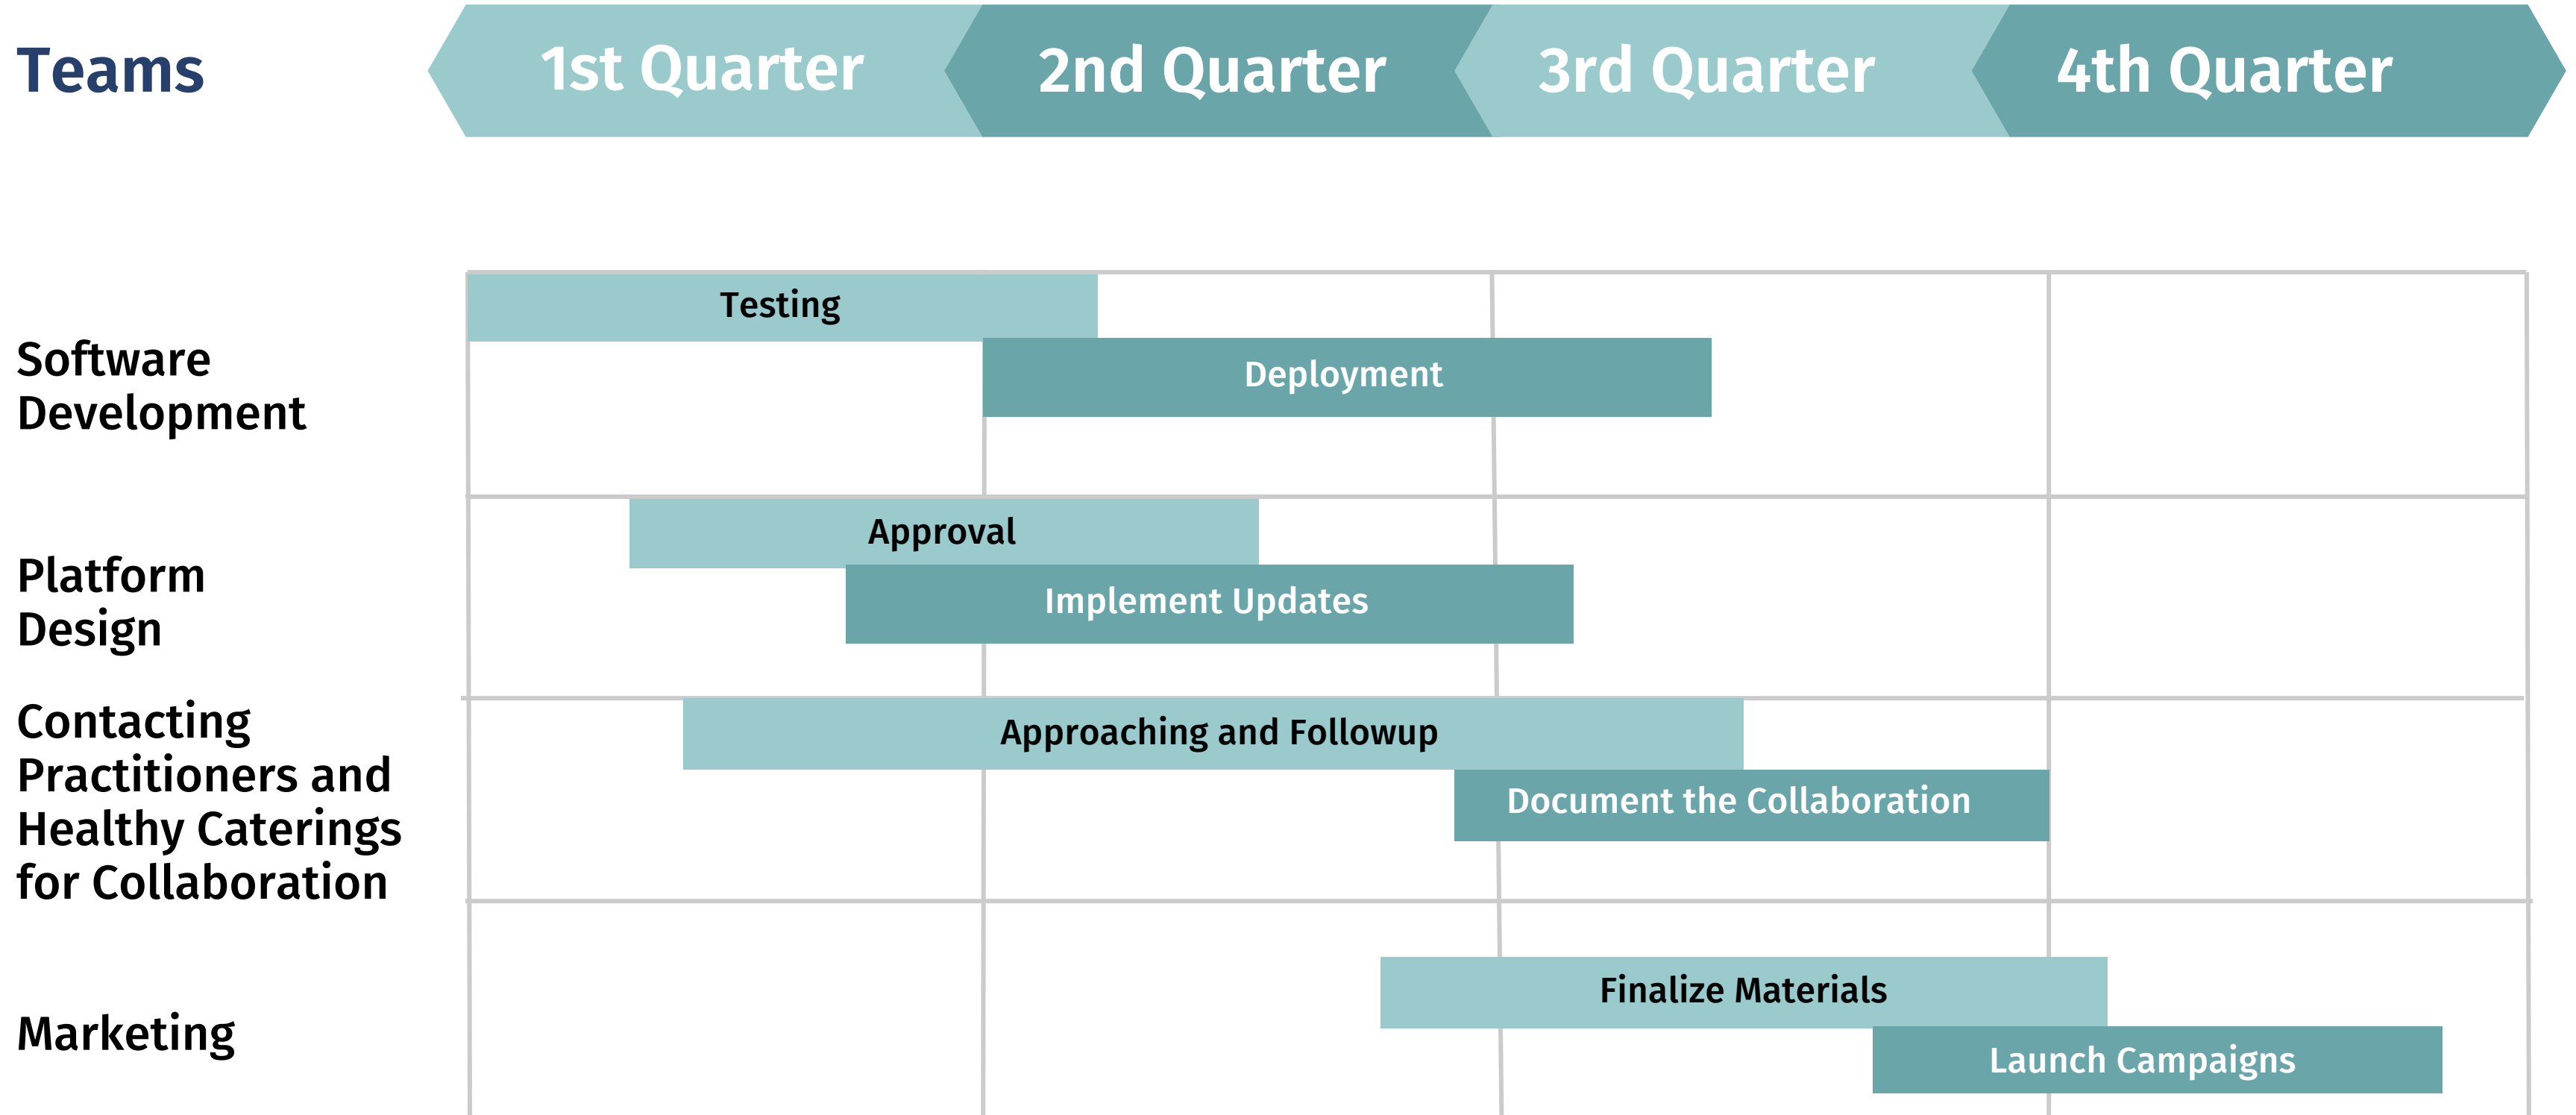 Teams
1st Quarter
2nd Quarter
3rd Quarter
4th Quarter
Software
Development
Testing
Deployment
Platform
Design
Approval
Implement Updates
Contacting
Practitioners and
Healthy Caterings
for Collaboration
Approaching and Followup
Document the Collaboration
Marketing
Finalize Materials
Launch Campaigns